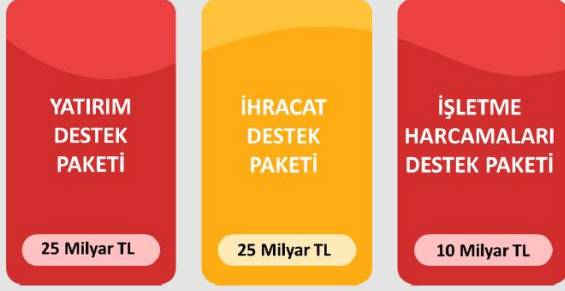 YATIRIM
DESTEK
PAKETİ
25 Milyar TL
İHRACAT
DESTEK
PAKETİ
25 Milyar TL
İŞLETME
HARCAMALARI
DESTEK PAKETİ
10 Milyar TL